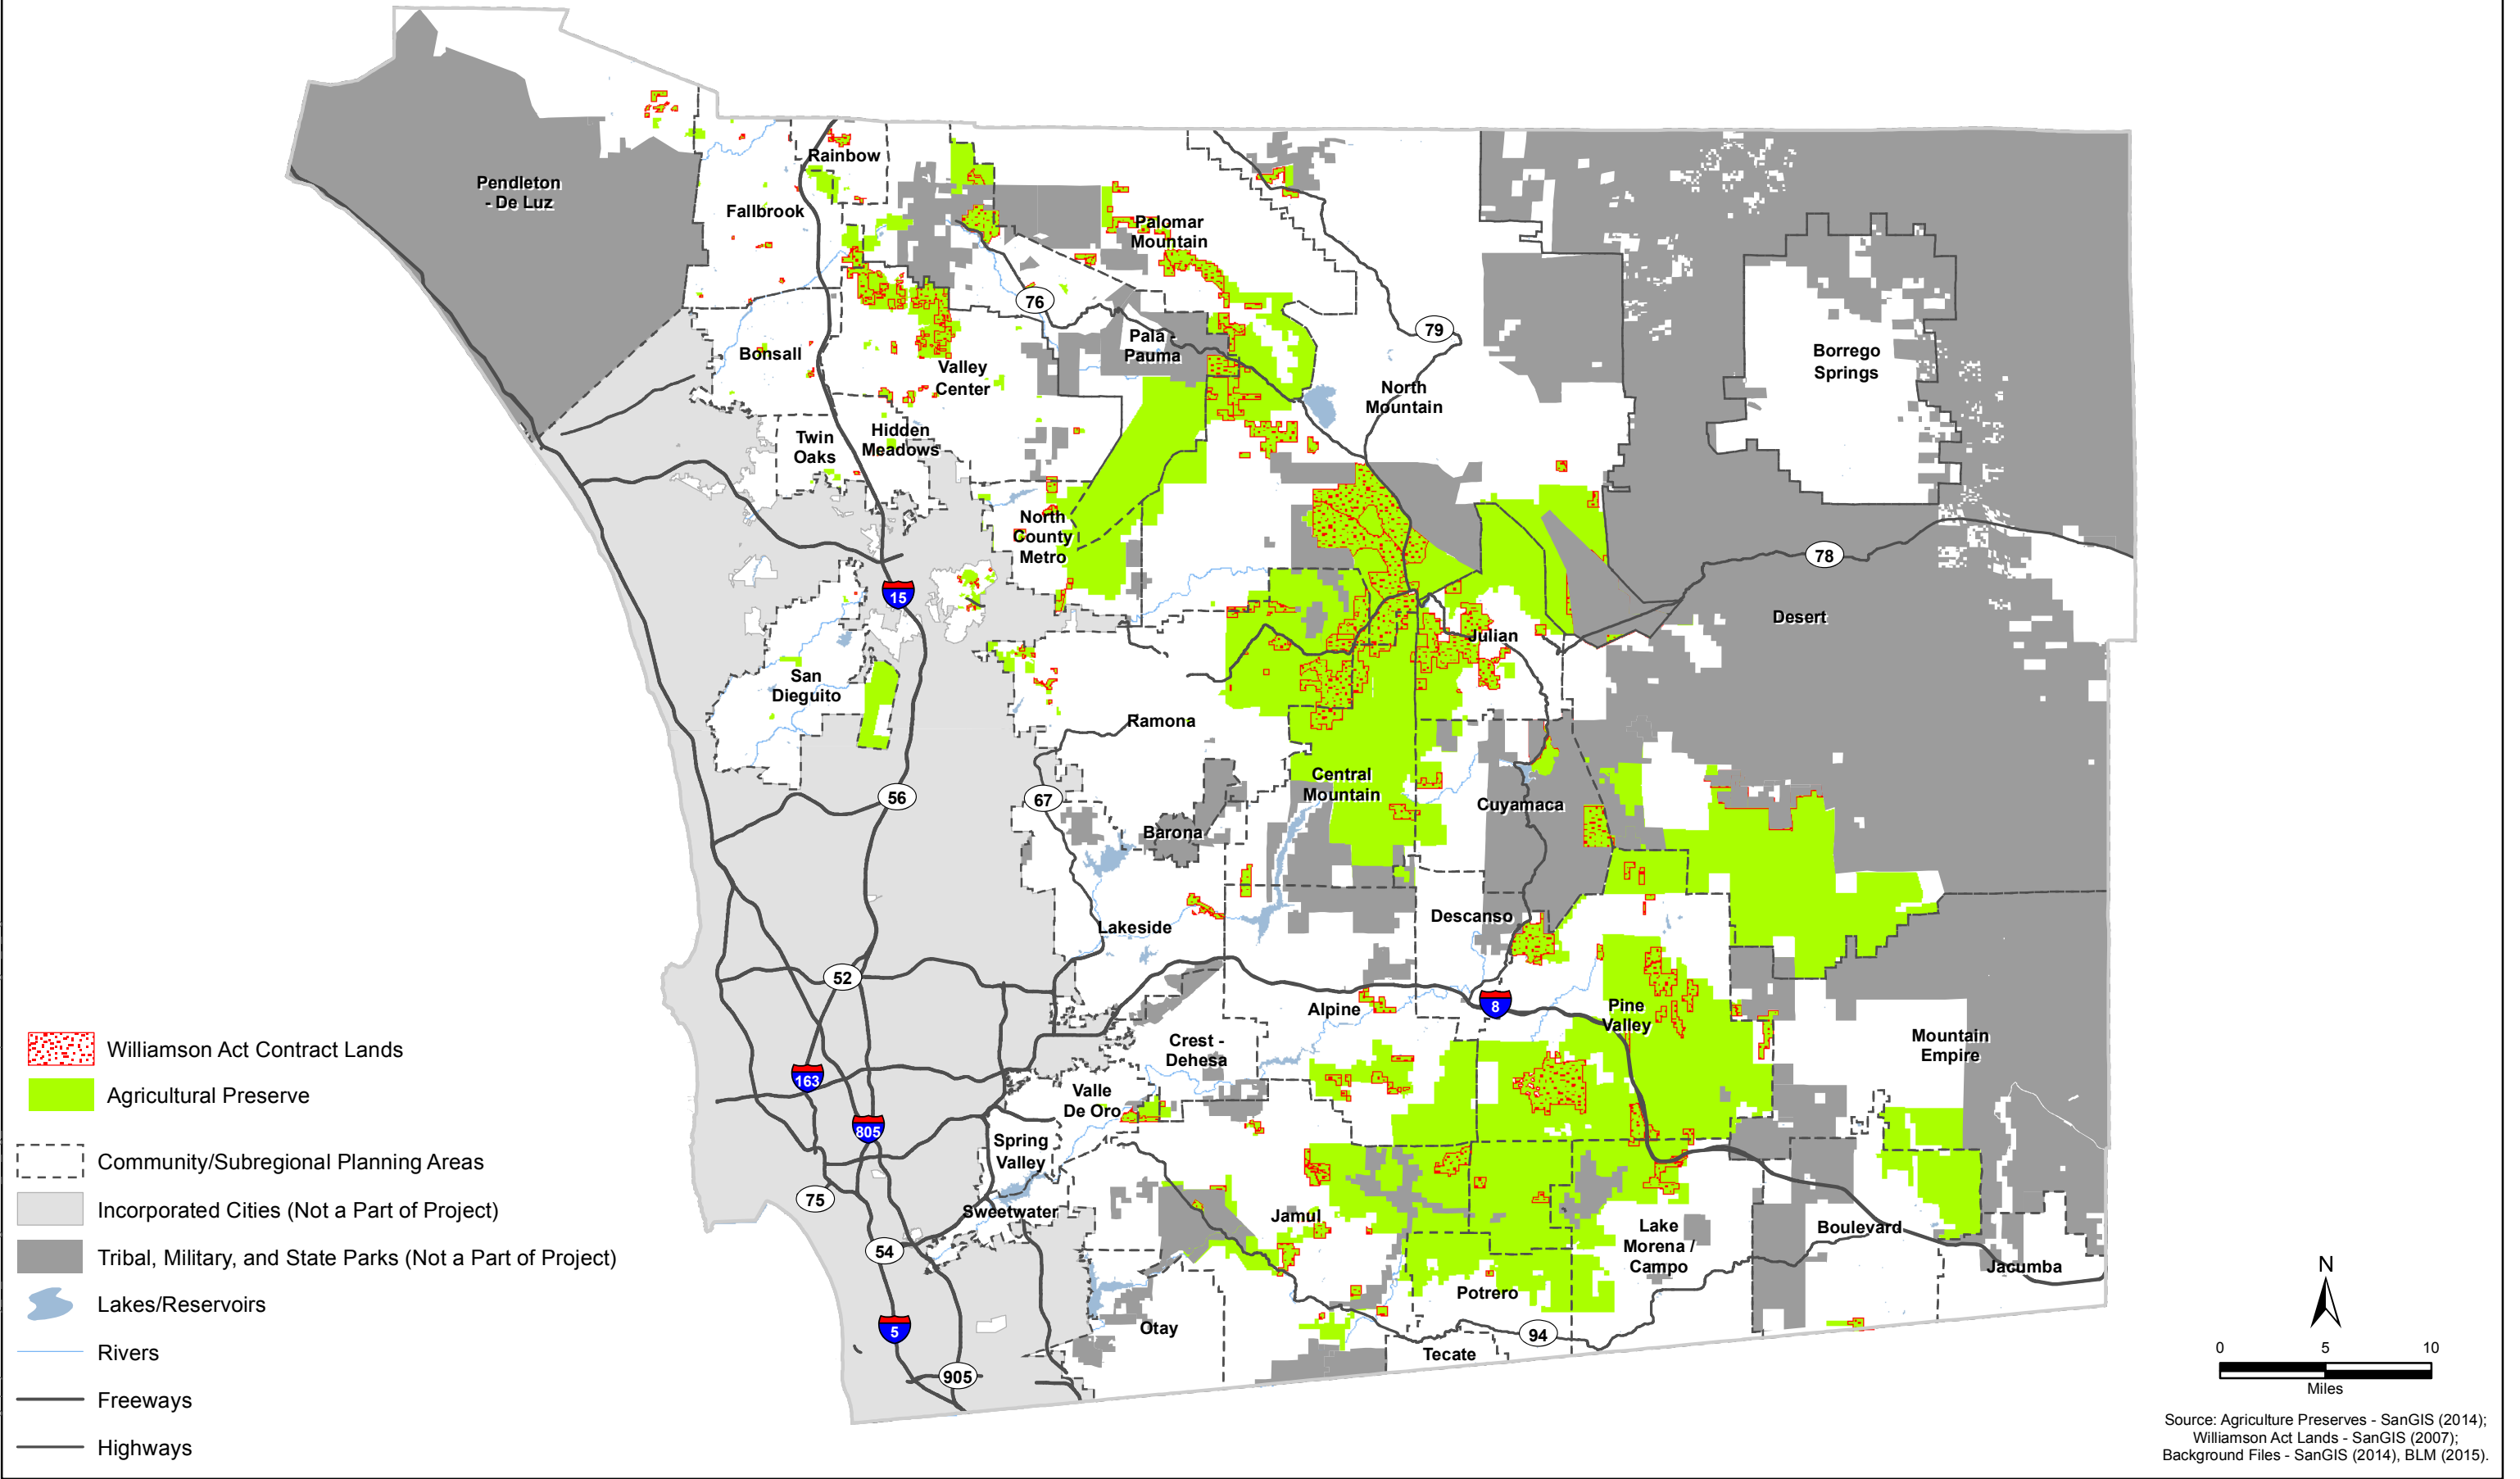 Pendleton
- De Luz
Rainbow
Fallbrook
Palomar
Mountain
76
79
Pala -
Pauma
Bonsall
Valley
Center
North
Mountain
Borrego
Springs
Twin
Oaks
Hidden
Meadows
North
County
Metro
78
15
Desert
Julian
San
Dieguito
Ramona
Central
Mountain
56
67
Cuyamaca
Barona
Lakeside
Descanso
52
8
Alpine
Pine
Valley
Crest -
Dehesa
Mountain
Empire
163
Valle
De Oro
805
Spring
Valley
75
Sweetwater
Jamul
Lake
Morena /
Campo
Boulevard
54
Jacumba
Potrero
5
Otay
94
Tecate
905
Williamson Act Contract Lands
Agricultural Preserve
Community/Subregional Planning Areas
Incorporated Cities (Not a Part of Project)
Tribal, Military, and State Parks (Not a Part of Project)
Lakes/Reservoirs
Rivers
Freeways
Highways
N
0 5 10
Miles
Source: Agriculture Preserves - SanGIS (2014);
Williamson Act Lands - SanGIS (2007);
Background Files - SanGIS (2014), BLM (2015).